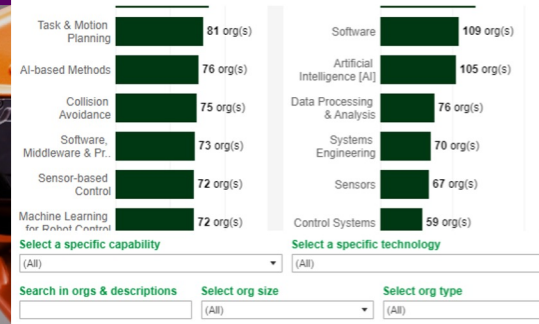 Task & Motion
Planning
81 org(s)
AI-based Methods
76 org(s)
Collision
Avoidance
75 org(s)
Software,
Middleware & Pr..
73 org(s)
Sensor-based
Control
72 org(s)
Machine Learning
for Robot Control
72 org(s)
Software
109 org(s)
Artificial
Intelligence [AI]
105 org(s)
Data Processing
& Analysis
76 org(s)
Systems
Engineering
70 org(s)
Sensors
67 org(s)
Control Systems
59 org(s)
Select a specific capability
(All)
Select a specific technology
(All)
Search in orgs & descriptions
Select org size
(All)
Select org type
(All)